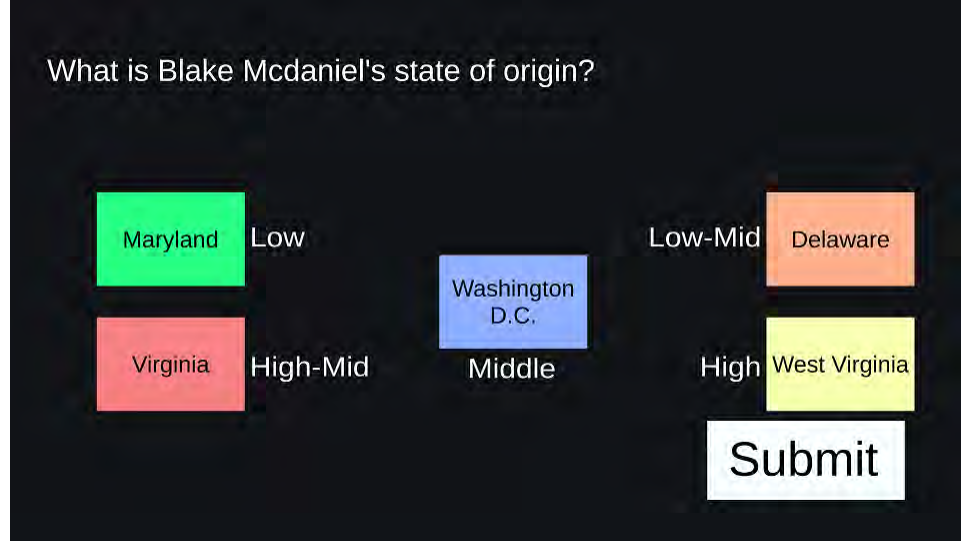 What is Blake Mcdaniel's state of origin?
Maryland
Low
Low-Mid
Delaware
Washington
D.C.
Middle
Virginia
High-Mid
High
West Virginia
Submit